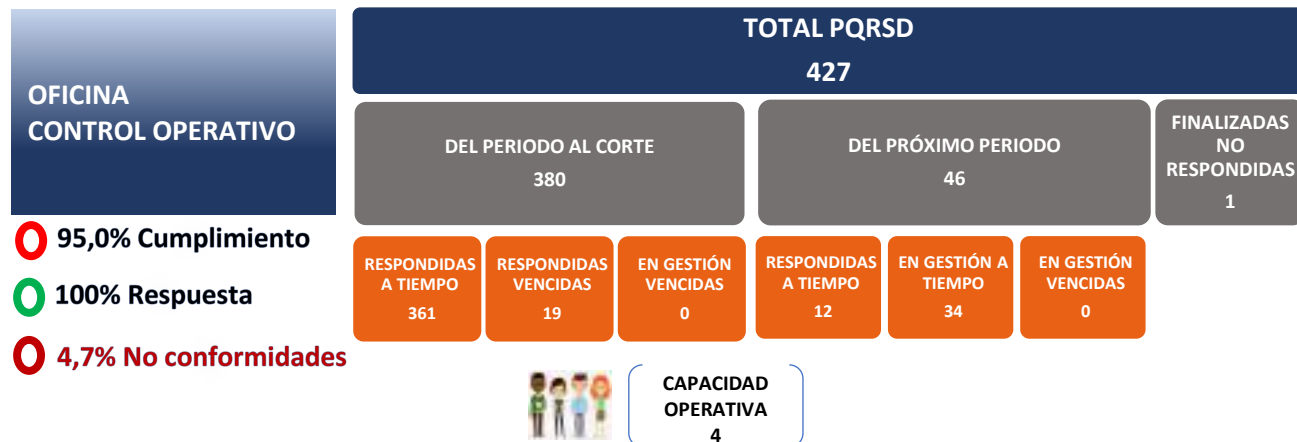 OFICINA
CONTROL OPERATIVO
95,0% Cumplimiento
100% Respuesta
4,7% No conformidades
TOTAL PQRSD
427
DEL PERIODO AL CORTE
380
DEL PRÓXIMO PERIODO
46
FINALIZADAS
NO
RESPONDIDAS
1
RESPONDIDAS
A TIEMPO
361
RESPONDIDAS
VENCIDAS
19
EN GESTIÓN
VENCIDAS
0
RESPONDIDAS
A TIEMPO
12
EN GESTIÓN A
TIEMPO
34
EN GESTIÓN
VENCIDAS
0
CAPACIDAD
OPERATIVA
4